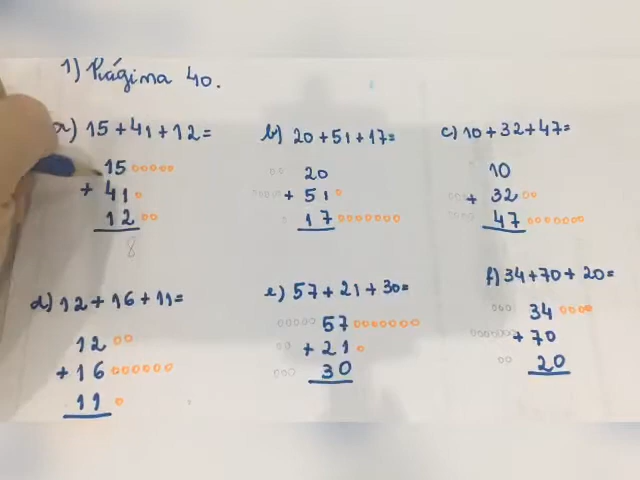 1) Página 40.
a) 15 + 41 + 12 =
15
+ 41
12
8
b) 20 + 51 + 17 =
20
+ 51
17
c) 10 + 32 + 47 =
10
+ 32
47
d) 12 + 16 + 11 =
12
+ 16
11
e) 57 + 21 + 30 =
57
+ 21
30
f) 34 + 70 + 20 =
34
+ 70
20